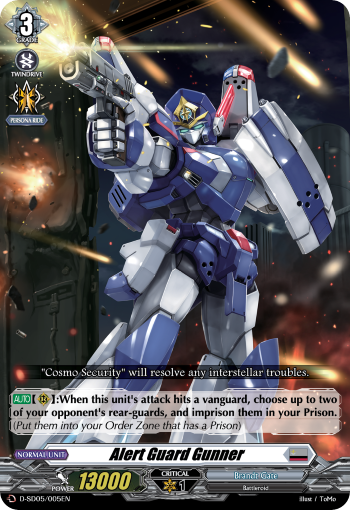 3
GRADE
TWINDRIVE
PERSONA RIDE
"Cosmo Security" will resolve any interstellar troubles.
AUTO【 】:When this unit's attack hits a vanguard, choose up to two
of your opponent's rear-guards, and imprison them in your Prison.
(Put them into your Order Zone that has a Prison)
NORMAL UNIT
Alert Guard Gunner
POWER
13000
CRITICAL
1
Brandt Gate
Battleroid
D-SD05/005EN
Illust / ToMo